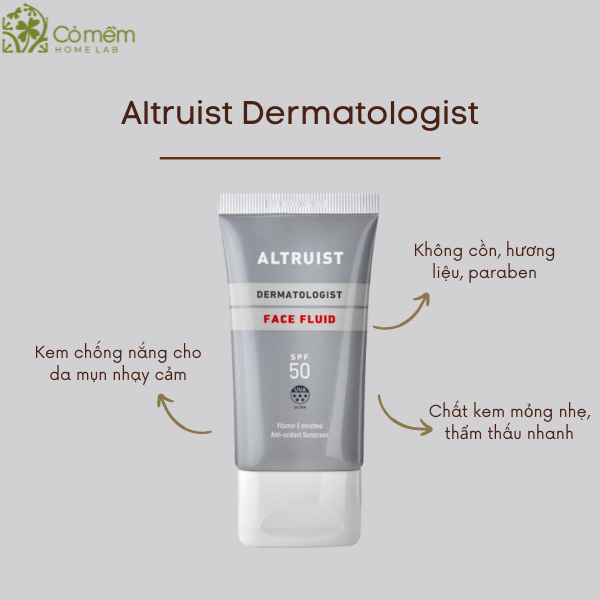 Cỏ mềm
HOME LAB
Altruist Dermatologist
ALTRUIST
DERMATOLOGIST
FACE FLUID
SPF
50
UVA
ULTRA
Vitamin E enriched
Anti-oxidant Sunscreen
Không cồn, hương
liệu, paraben
Kem chống nắng cho
da mụn nhạy cảm
Chất kem mỏng nhẹ,
thẩm thấu nhanh